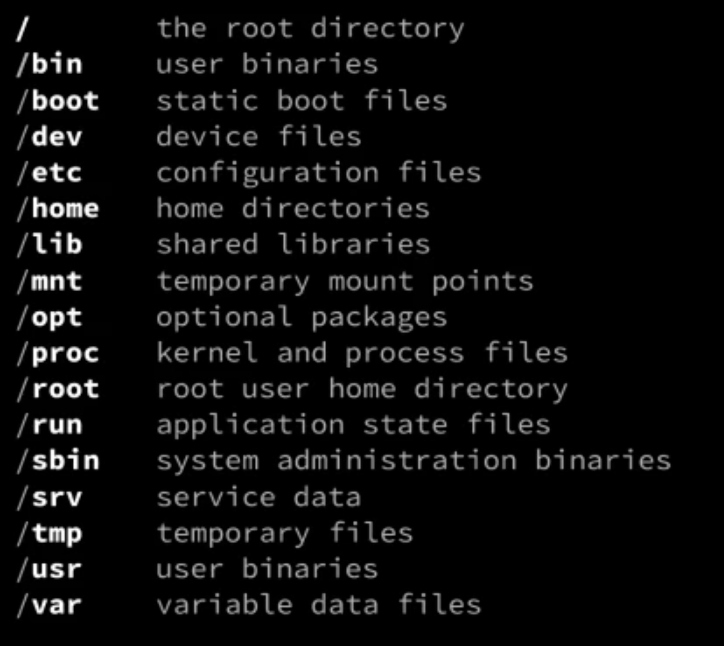 / the root directory
/bin user binaries
/boot static boot files
/dev device files
/etc configuration files
/home home directories
/lib shared libraries
/mnt temporary mount points
/opt optional packages
/proc kernel and process files
/root root user home directory
/run application state files
/sbin system administration binaries
/srv service data
/tmp temporary files
/usr user binaries
/var variable data files